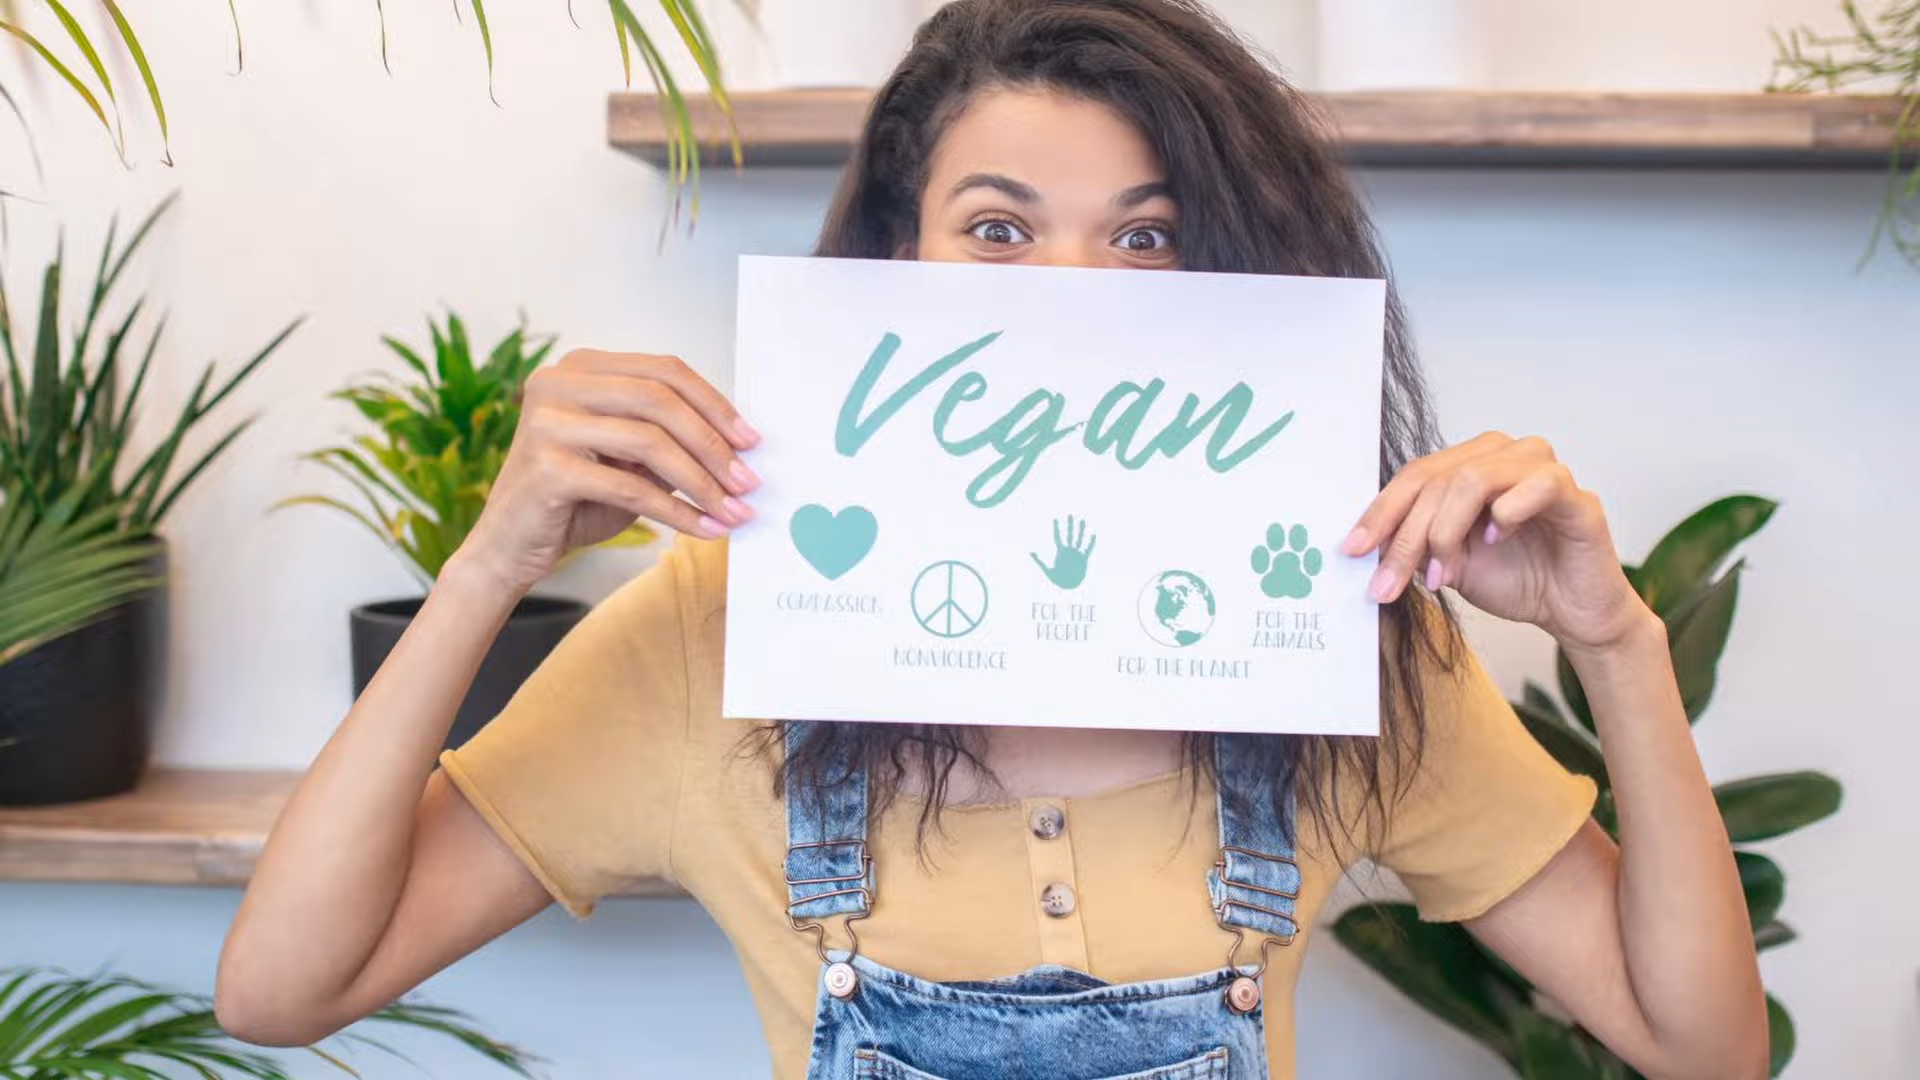 Vegan
COMPASSION
NONVIOLENCE
FOR THE
PEOPLE
FOR THE PLANET
FOR THE
ANIMALS